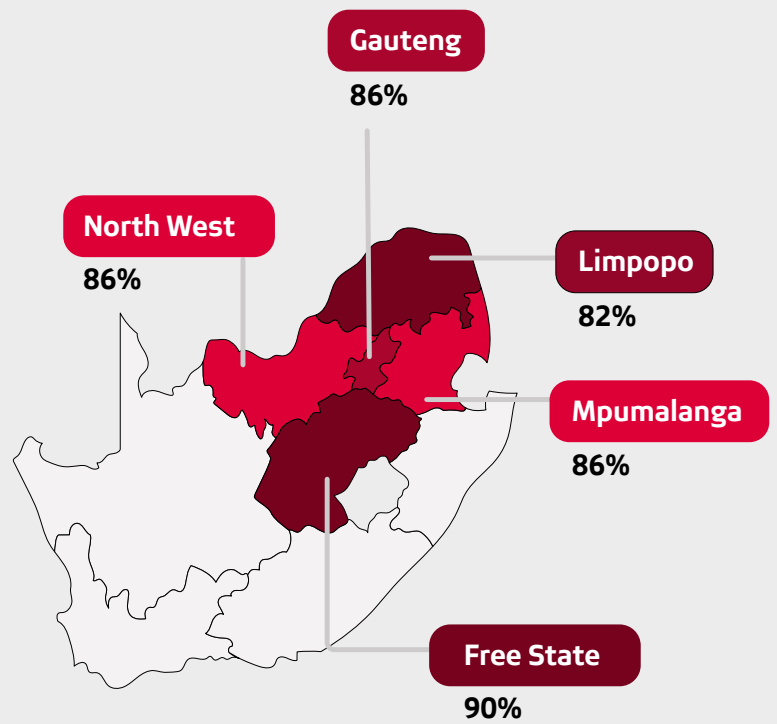 Gauteng
86%
North West
86%
Limpopo
82%
Mpumalanga
86%
Free State
90%